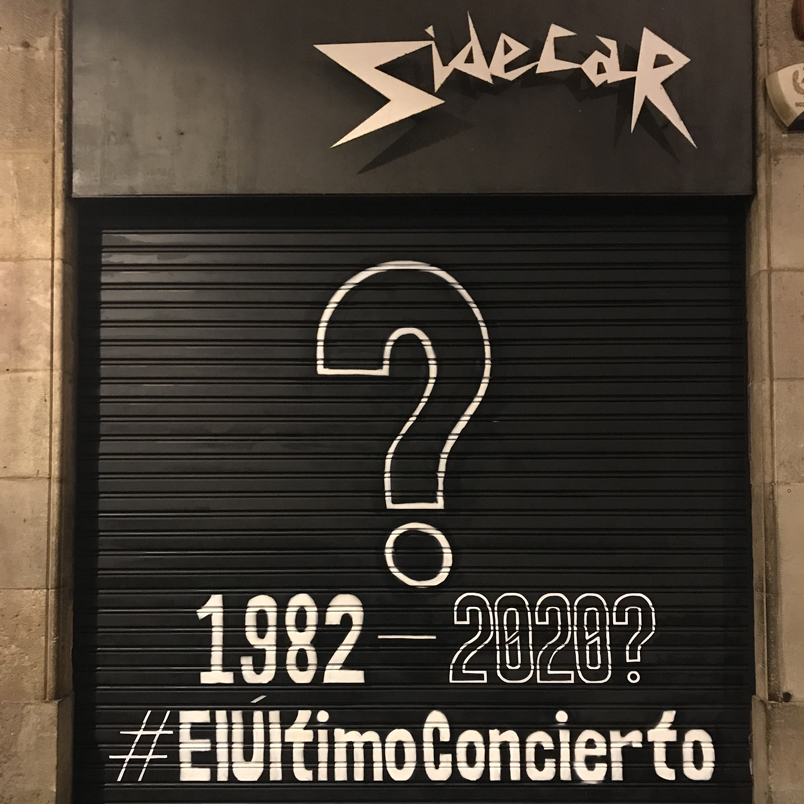 SidecaR
?
1982 — 2020?
#ElÚltimoConcierto